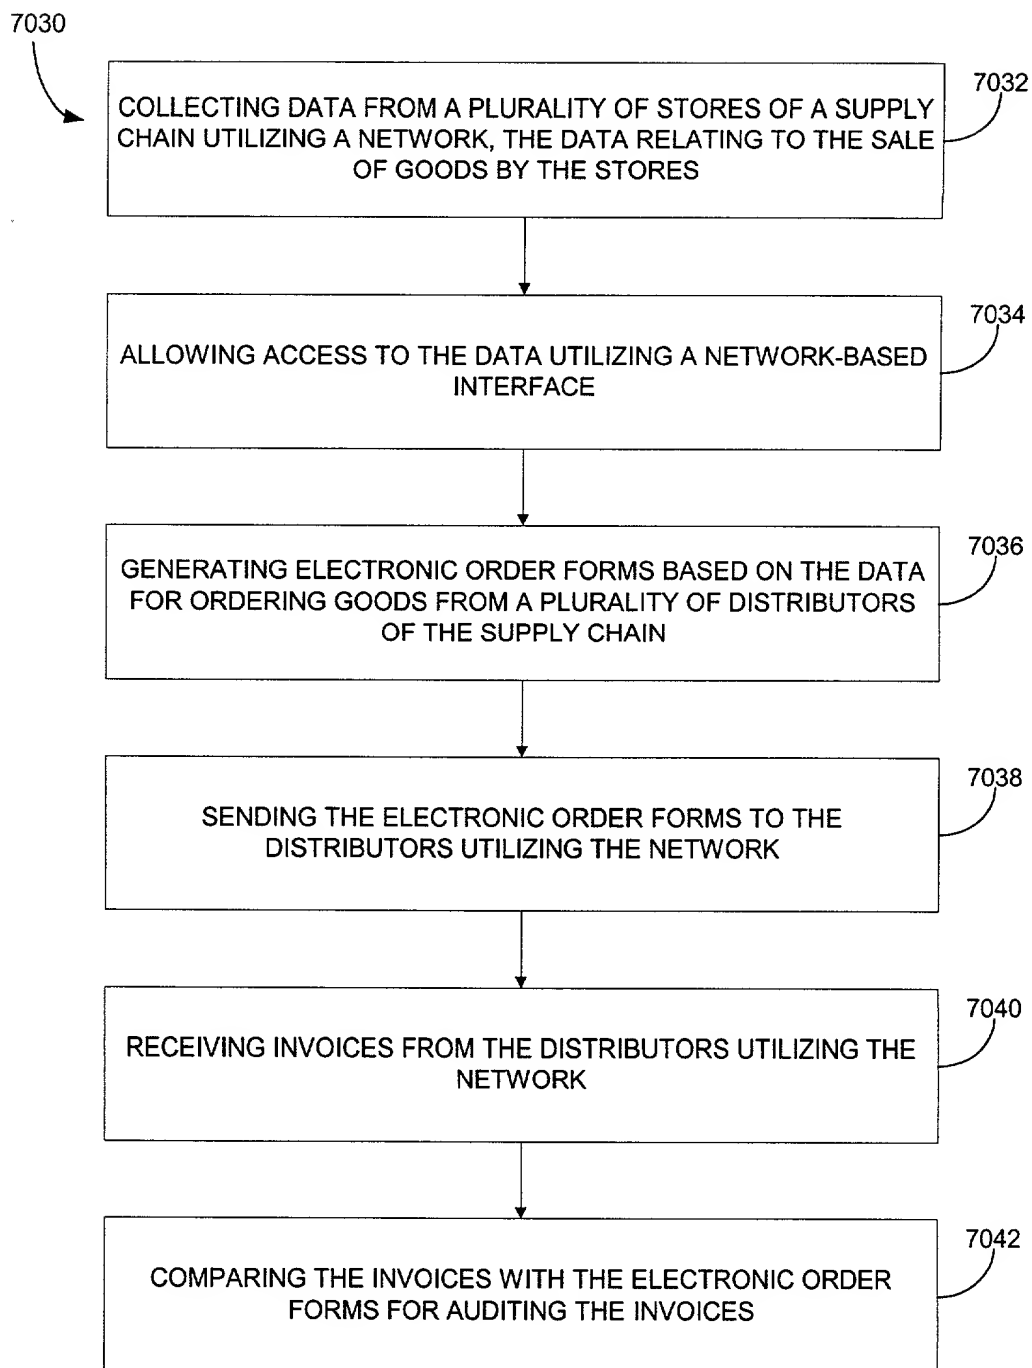 7030
7032
COLLECTING DATA FROM A PLURALITY OF STORES OF A SUPPLY
CHAIN UTILIZING A NETWORK, THE DATA RELATING TO THE SALE
OF GOODS BY THE STORES
7034
ALLOWING ACCESS TO THE DATA UTILIZING A NETWORK-BASED
INTERFACE
7036
GENERATING ELECTRONIC ORDER FORMS BASED ON THE DATA
FOR ORDERING GOODS FROM A PLURALITY OF DISTRIBUTORS
OF THE SUPPLY CHAIN
7038
SENDING THE ELECTRONIC ORDER FORMS TO THE
DISTRIBUTORS UTILIZING THE NETWORK
7040
RECEIVING INVOICES FROM THE DISTRIBUTORS UTILIZING THE
NETWORK
7042
COMPARING THE INVOICES WITH THE ELECTRONIC ORDER
FORMS FOR AUDITING THE INVOICES